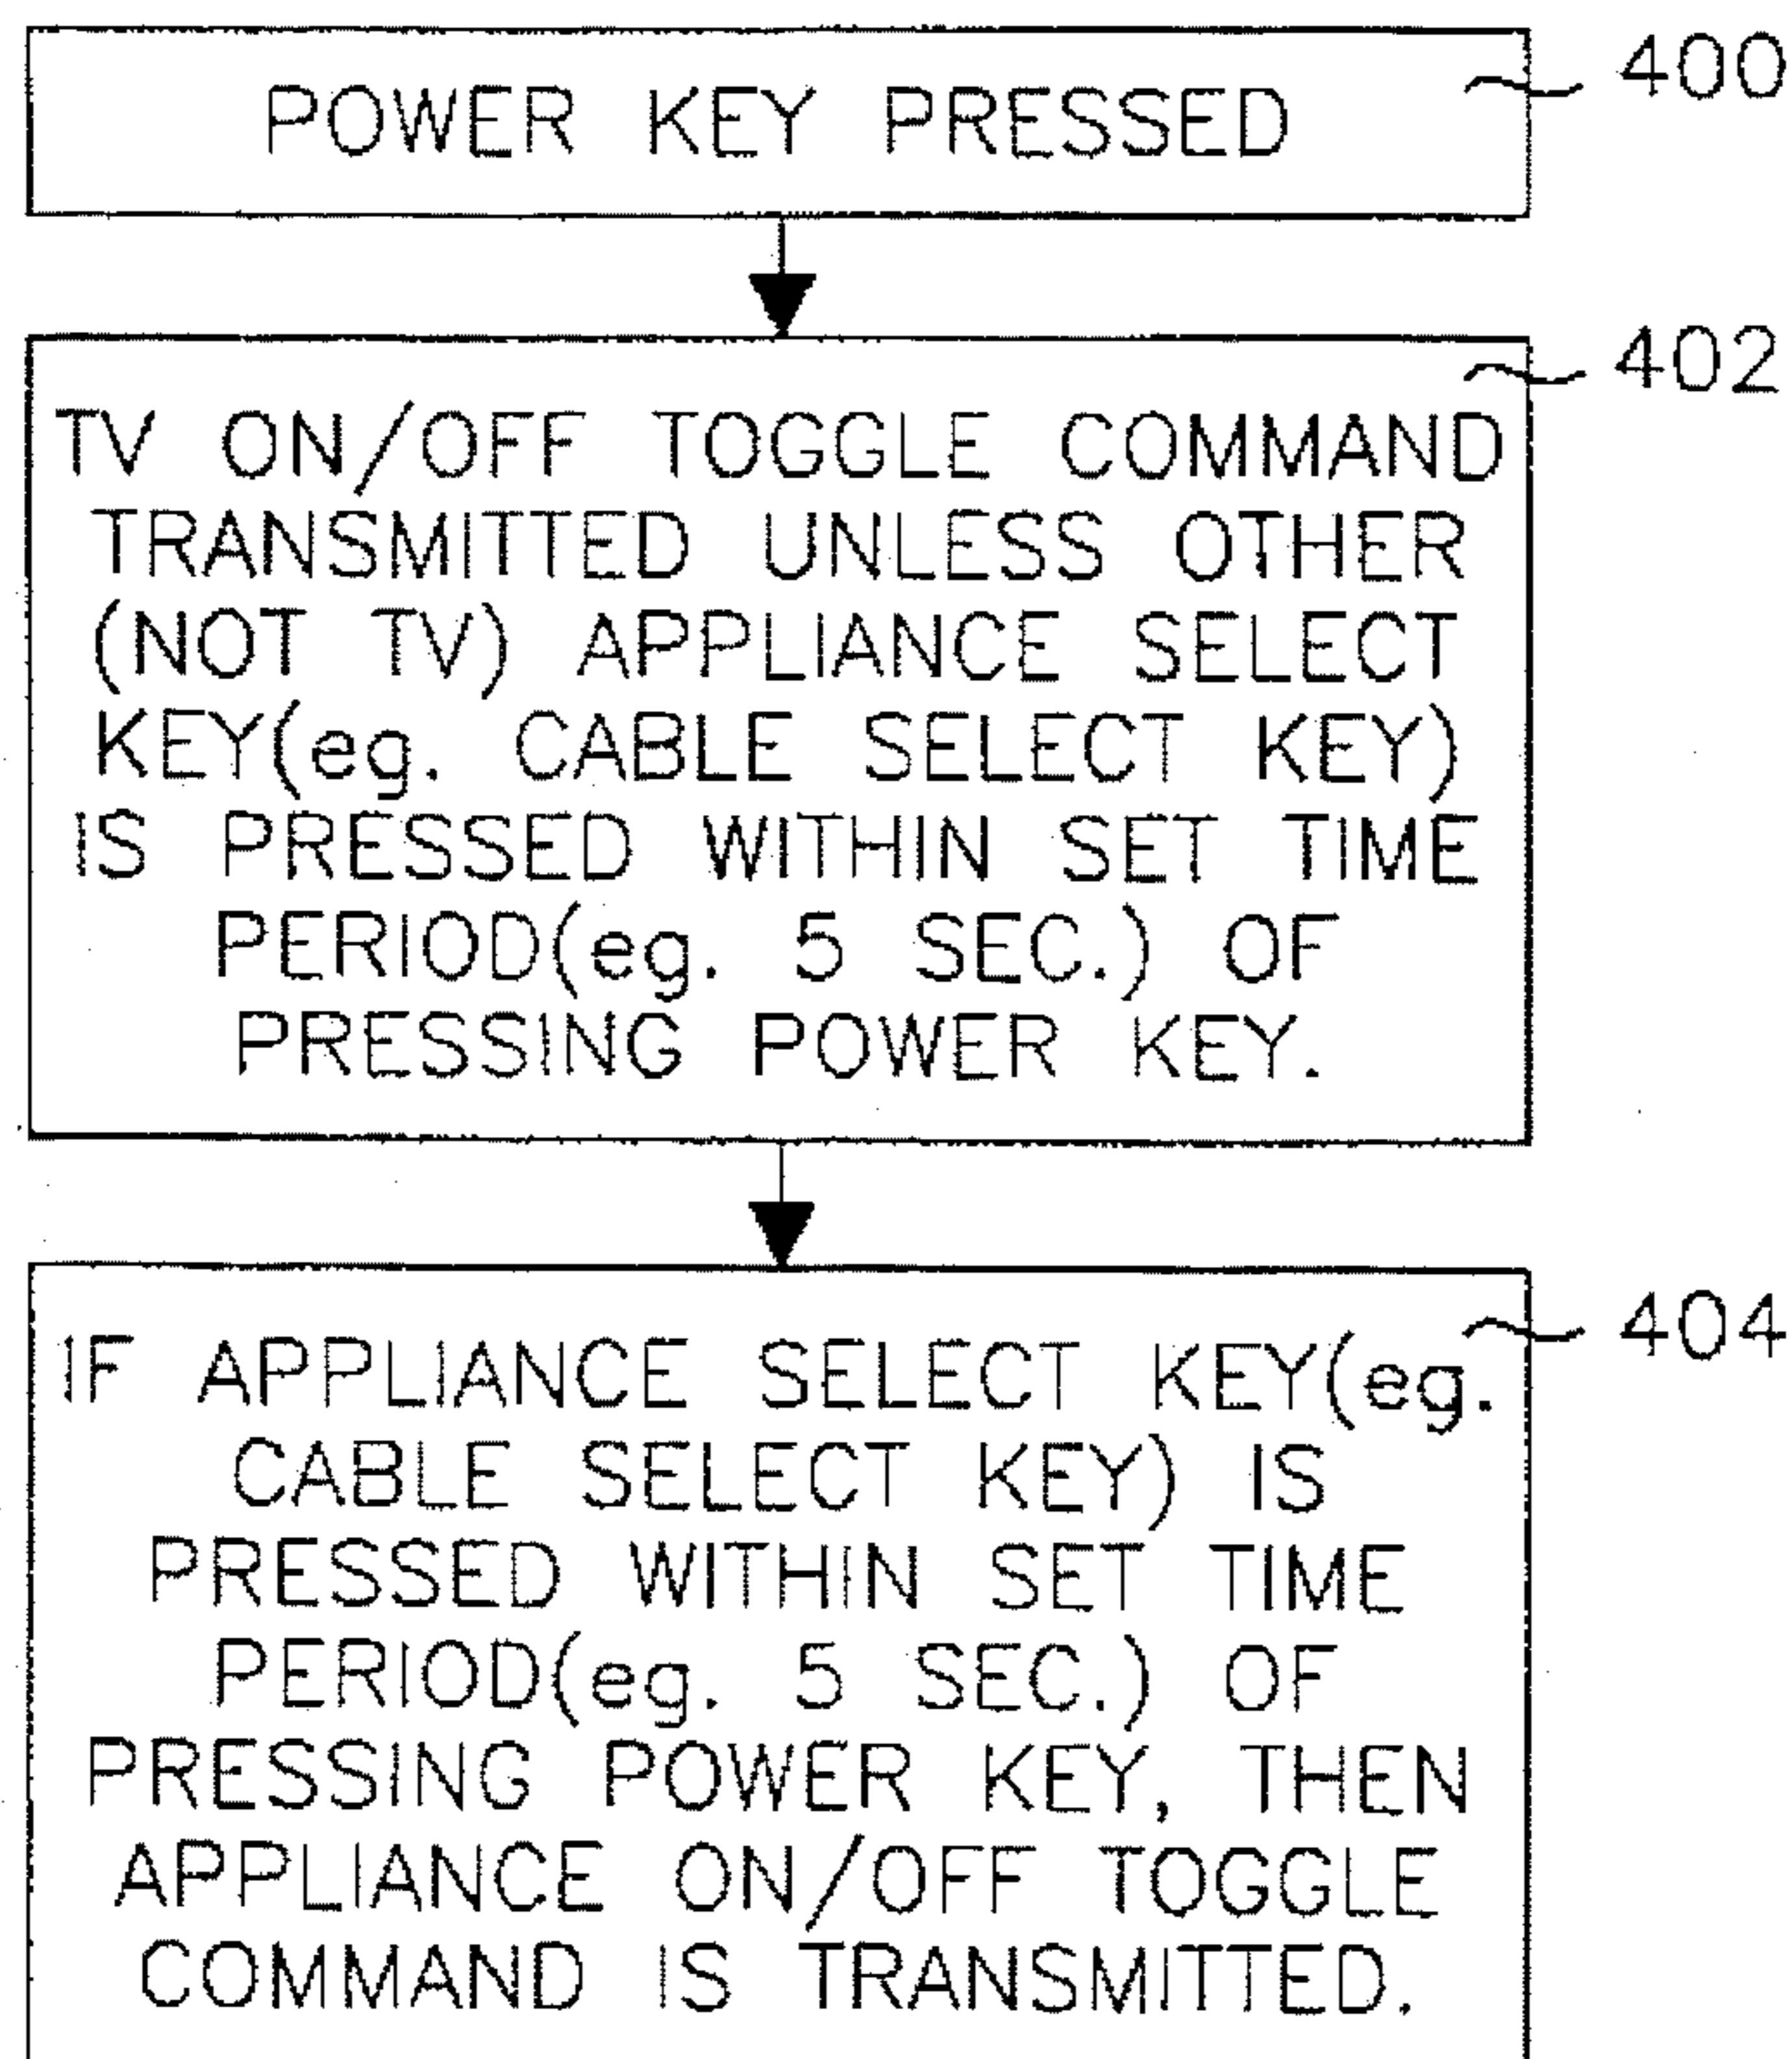 POWER KEY PRESSED
400
402
TV ON/OFF TOGGLE COMMAND
TRANSMITTED UNLESS OTHER
(NOT TV) APPLIANCE SELECT
KEY(eg. CABLE SELECT KEY)
IS PRESSED WITHIN SET TIME
PERIOD(eg. 5 SEC.) OF
PRESSING POWER KEY.
404
IF APPLIANCE SELECT KEY(eg.
CABLE SELECT KEY) IS
PRESSED WITHIN SET TIME
PERIOD(eg. 5 SEC.) OF
PRESSING POWER KEY, THEN
APPLIANCE ON/OFF TOGGLE
COMMAND IS TRANSMITTED.